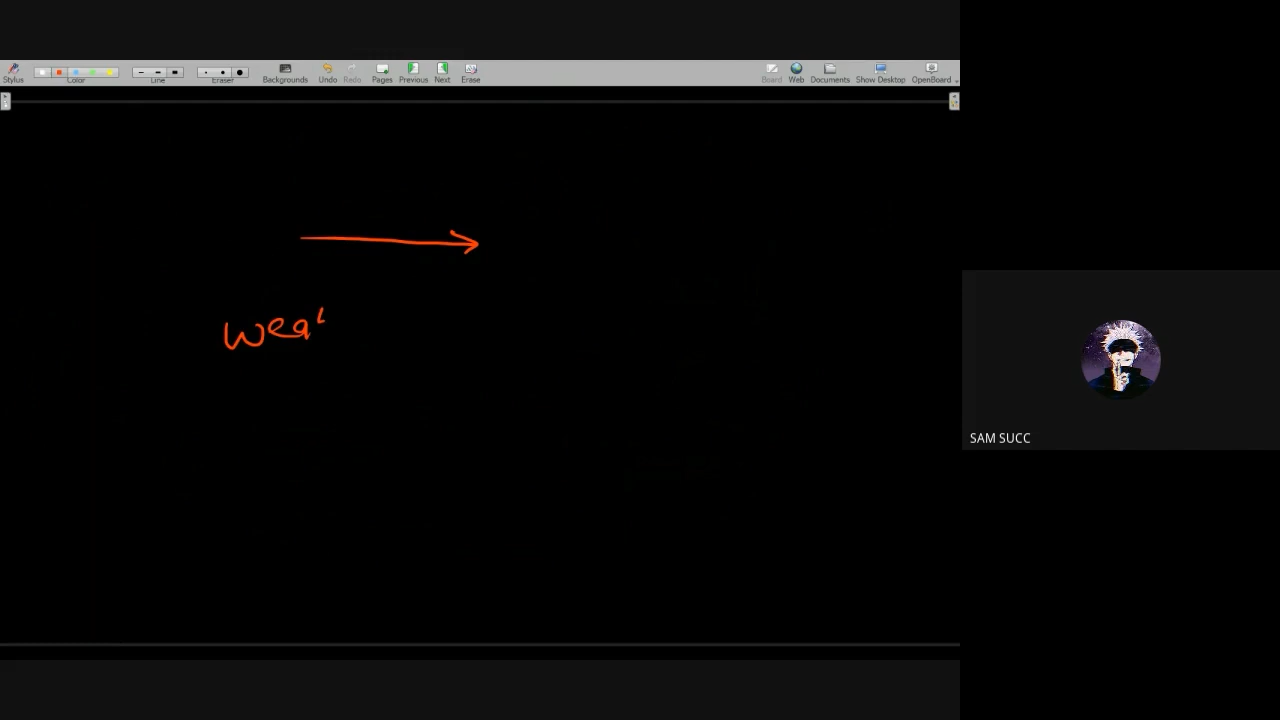 Stylus Color Line Eraser Backgrounds Undo Redo Pages Previous Next Erase Board Web Documents Show Desktop OpenBoard
wea
SAM SUCC